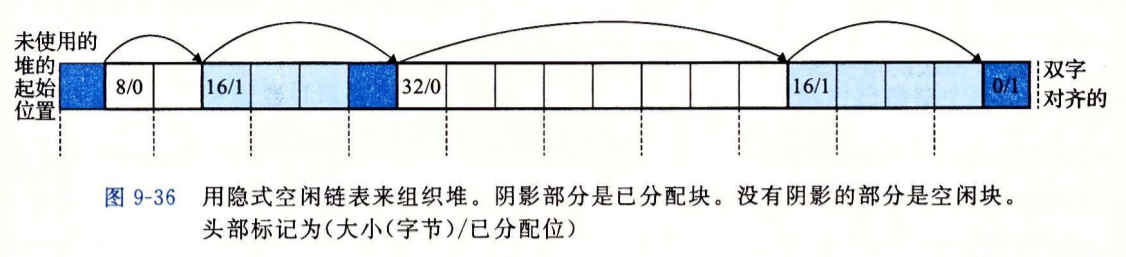 未使用的
堆的
起始
位置
8/0
16/1
32/0
16/1
0/1
双字
对齐的
图 9-36 用隐式空闲链表来组织堆。阴影部分是已分配块。没有阴影的部分是空闲块。
头部标记为(大小(字节)/已分配位)